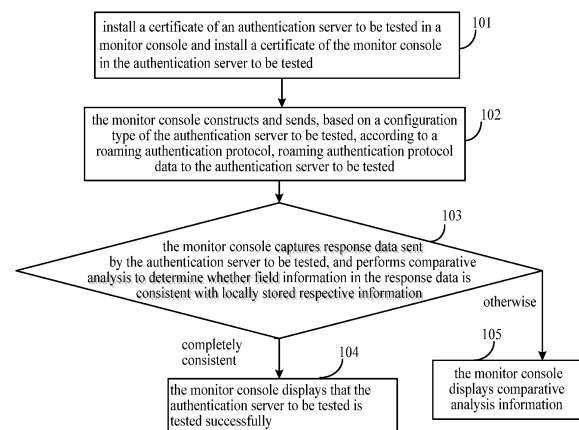 install a certificate of an authentication server to be tested in a
monitor console and install a certificate of the monitor console
in the authentication server to be tested
101
the monitor console constructs and sends, based on a configuration
type of the authentication server to be tested, according to a
roaming authentication protocol, roaming authentication protocol
data to the authentication server to be tested
102
103
the monitor console captures response data sent
by the authentication server to be tested, and performs comparative
analysis to determine whether field information in the response data is
consistent with locally stored respective information
otherwise
completely
consistent
104
the monitor console displays that the
authentication server to be tested is
tested successfully
105
the monitor console
displays comparative
analysis information